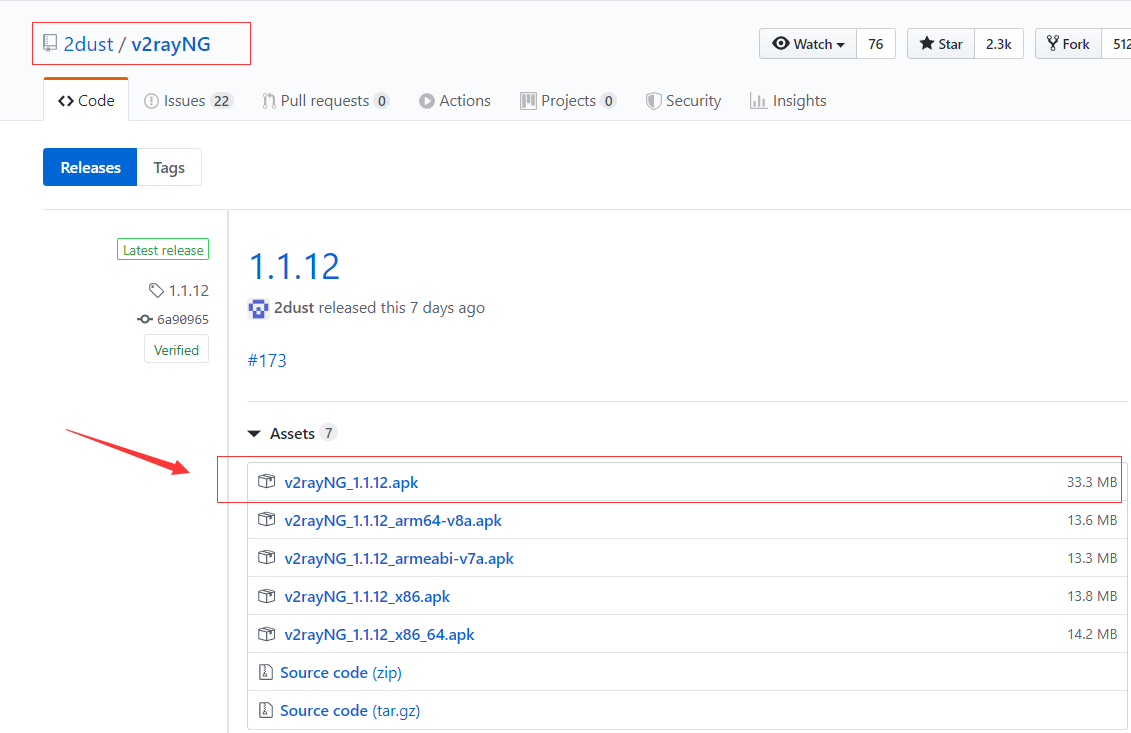 2dust / v2rayNG
Watch 76 Star 2.3k Fork 512
Code Issues 22 Pull requests 0 Actions Projects 0 Security Insights
Releases Tags
Latest release
1.1.12
6a90965
Verified
1.1.12
2dust released this 7 days ago
#173
Assets 7
v2rayNG_1.1.12.apk 33.3 MB
v2rayNG_1.1.12_arm64-v8a.apk 13.6 MB
v2rayNG_1.1.12_armeabi-v7a.apk 13.3 MB
v2rayNG_1.1.12_x86.apk 13.8 MB
v2rayNG_1.1.12_x86_64.apk 14.2 MB
Source code (zip)
Source code (tar.gz)